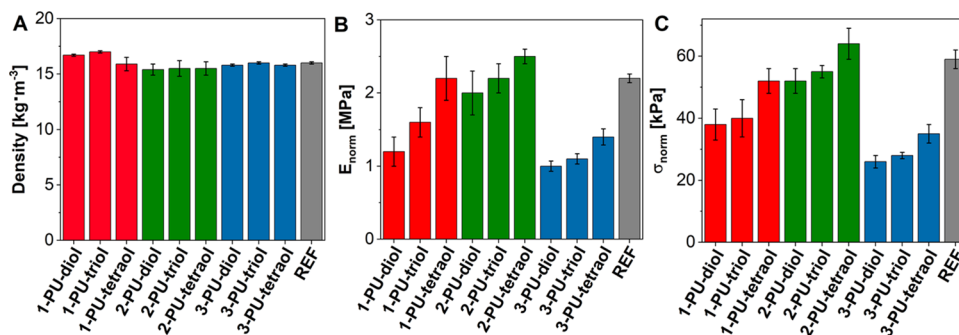 A
Density [kg·m⁻³]
20
15
10
5
0
1-PU-diol
1-PU-triol
1-PU-tetraol
2-PU-diol
2-PU-triol
2-PU-tetraol
3-PU-diol
3-PU-triol
3-PU-tetraol
REF
B
E_norm [MPa]
3
2
1
0
1-PU-diol
1-PU-triol
1-PU-tetraol
2-PU-diol
2-PU-triol
2-PU-tetraol
3-PU-diol
3-PU-triol
3-PU-tetraol
REF
C
σ_norm [kPa]
60
40
20
0
1-PU-diol
1-PU-triol
1-PU-tetraol
2-PU-diol
2-PU-triol
2-PU-tetraol
3-PU-diol
3-PU-triol
3-PU-tetraol
REF